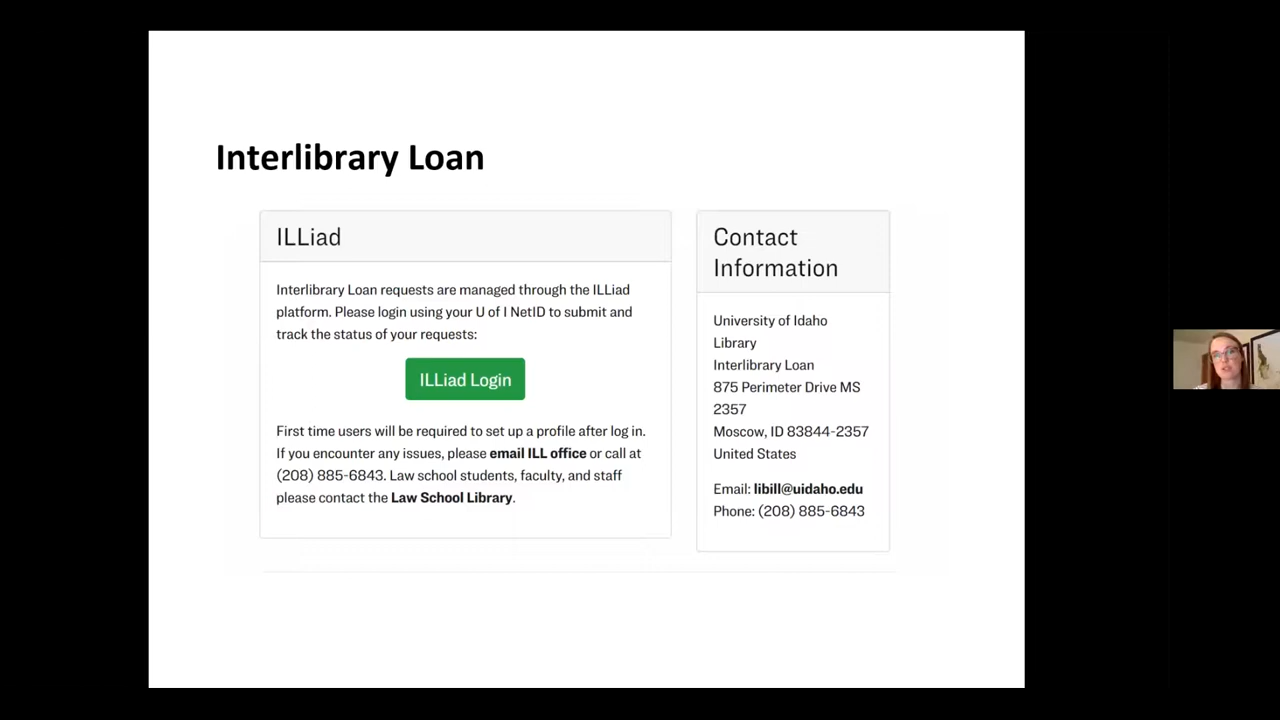 Interlibrary Loan
ILLiad
Interlibrary Loan requests are managed through the ILLiad
platform. Please login using your U of I NetID to submit and
track the status of your requests:
ILLiad Login
First time users will be required to set up a profile after log in.
If you encounter any issues, please email ILL office or call at
(208) 885-6843. Law school students, faculty, and staff
please contact the Law School Library.
Contact
Information
University of Idaho
Library
Interlibrary Loan
875 Perimeter Drive MS
2357
Moscow, ID 83844-2357
United States
Email: libill@uidaho.edu
Phone: (208) 885-6843